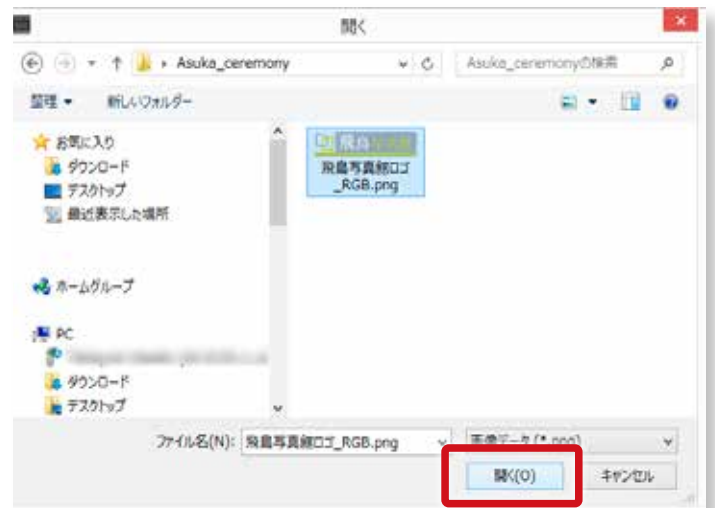 開く
Asuka_ceremony
Asuka_ceremonyの検索
整理
新しいフォルダー
お気に入り
ダウンロード
デスクトップ
最近表示した場所
ホームグループ
PC
ダウンロード
デスクトップ
飛鳥写真館ロゴ
_RGB.png
ファイル名(N):
飛鳥写真館ロゴ_RGB.png
画像データ (*.png)
開く(O)
キャンセル